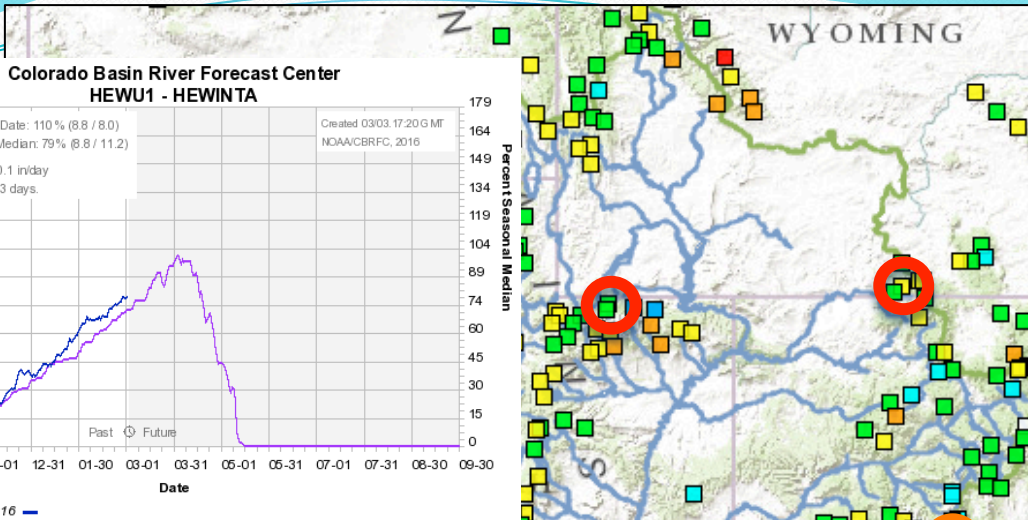 WYOMING
N
Colorado Basin River Forecast Center
HEWU1 - HEWINTA
Date: 110% (8.8 / 8.0)
Median: 79% (8.8 / 11.2)
0.1 in/day
3 days.
Created 03/03.17:20 GMT
NOAA/CBRFC, 2016
179
164
149
134
119
104
89
74
60
45
30
15
0
Percent Seasonal Median
Past Future
-01 12-31 01-30 03-01 03-31 05-01 05-31 07-01 07-31 08-30 09-30
Date
16
S